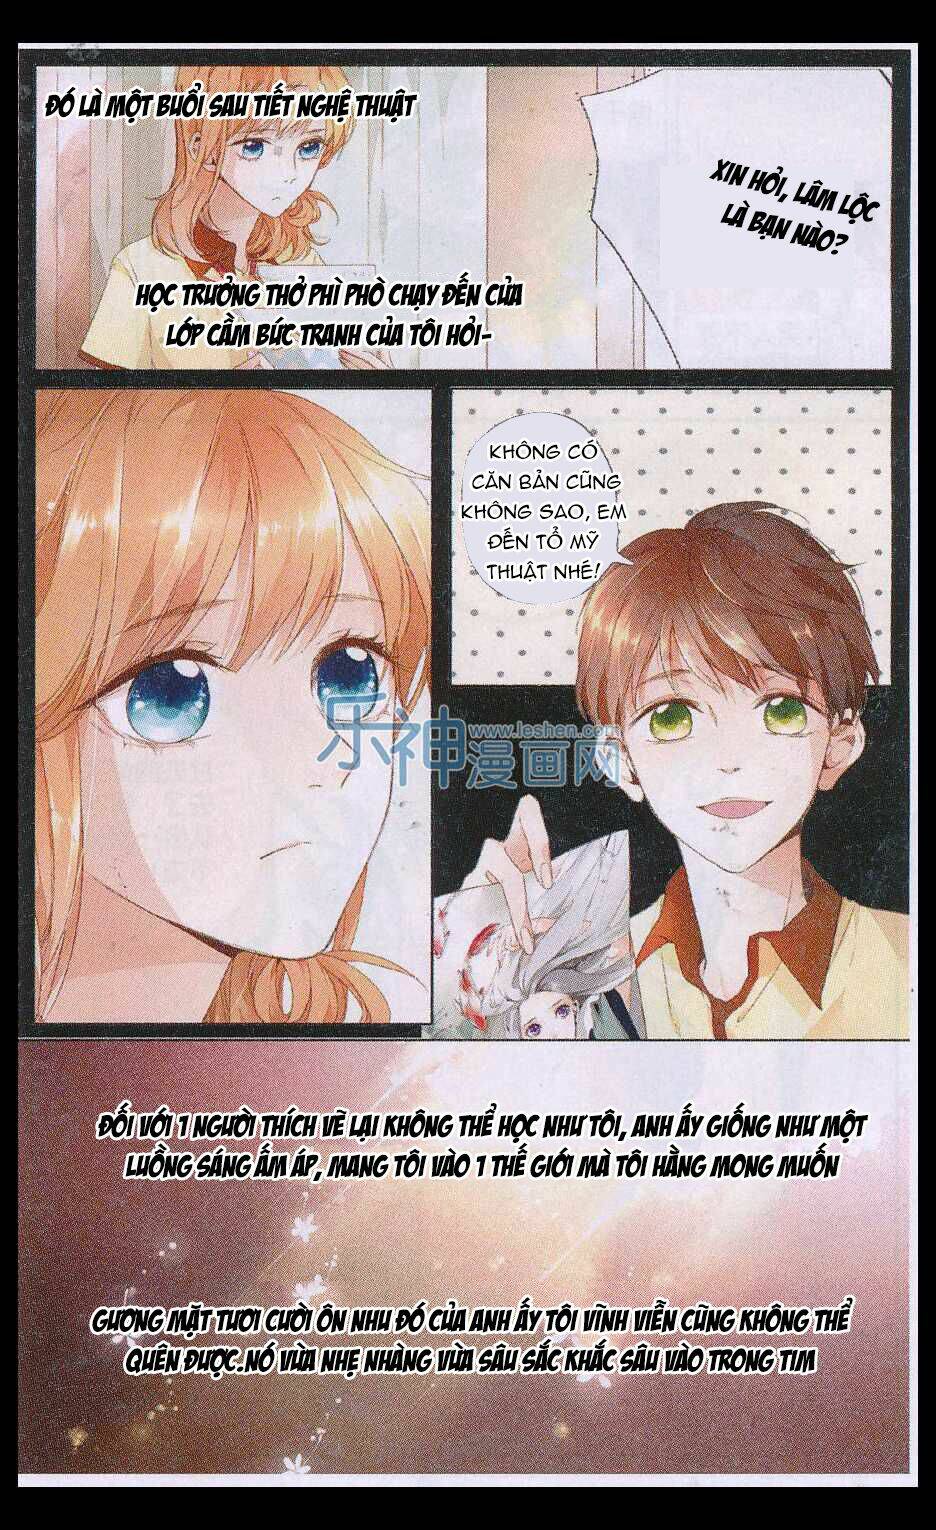 ĐÓ LÀ MỘT BUỔI SAU TIẾT NGHỆ THUẬT
XIN HỎI, LÂM LỘC
LÀ BẠN NÀO?
HỌC TRƯỞNG THỞ PHÌ PHÒ CHẠY ĐẾN CỬA
LỚP CẦM BỨC TRANH CỦA TÔI HỎI-
KHÔNG CÓ
CĂN BẢN CŨNG
KHÔNG SAO, EM
ĐẾN TỔ MỸ
THUẬT NHÉ!
www.leshen.com
乐神漫画网
ĐỐI VỚI 1 NGƯỜI THÍCH VẼ LẠI KHÔNG THỂ HỌC NHƯ TÔI, ANH ẤY GIỐNG NHƯ MỘT
LUỒNG SÁNG ẤM ÁP, MANG TÔI VÀO 1 THẾ GIỚI MÀ TÔI HẰNG MONG MUỐN
GƯƠNG MẶT TƯƠI CƯỜI ÔN NHU ĐÓ CỦA ANH ẤY TÔI VĨNH VIỄN CŨNG KHÔNG THỂ
QUÊN ĐƯỢC.NÓ VỪA NHẸ NHÀNG VỪA SÂU SẮC KHẮC SÂU VÀO TRONG TIM